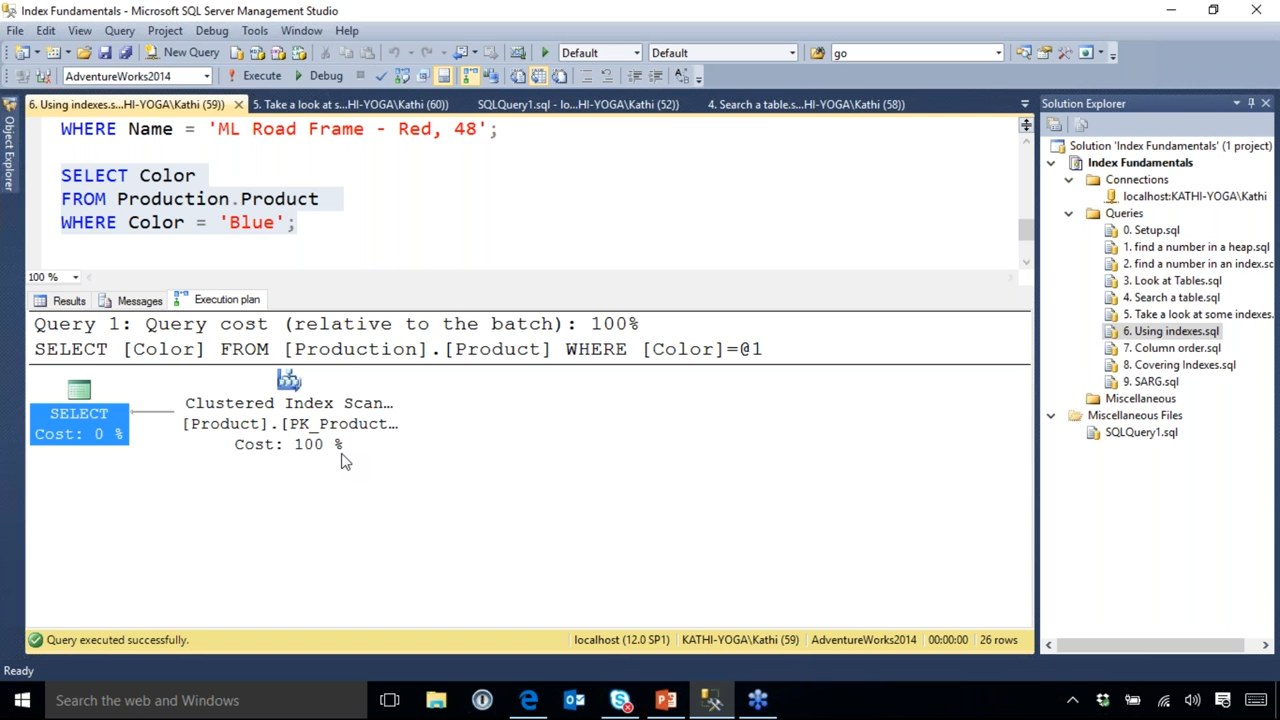 Index Fundamentals - Microsoft SQL Server Management Studio
File Edit View Query Project Debug Tools Window Help
New Query Default Default go
AdventureWorks2014 Execute Debug
6. Using indexes.s...HI-YOGA\Kathi (59)) 5. Take a look at s...HI-YOGA\Kathi (60)) SQLQuery1.sql - lo...HI-YOGA\Kathi (52)) 4. Search a table.s...HI-YOGA\Kathi (58))
Object Explorer
WHERE Name = 'ML Road Frame - Red, 48';
SELECT Color
FROM Production.Product
WHERE Color = 'Blue';
100 %
Results Messages Execution plan
Query 1: Query cost (relative to the batch): 100%
SELECT [Color] FROM [Production].[Product] WHERE [Color]=@1
SELECT
Cost: 0 %
Clustered Index Scan...
[Product].[PK_Product...
Cost: 100 %
Query executed successfully. localhost (12.0 SP1) KATHI-YOGA\Kathi (59) AdventureWorks2014 00:00:00 26 rows
Solution Explorer
Solution 'Index Fundamentals' (1 project)
Index Fundamentals
Connections
localhost:KATHI-YOGA\Kathi
Queries
0. Setup.sql
1. find a number in a heap.sql
2. find a number in an index.sc
3. Look at Tables.sql
4. Search a table.sql
5. Take a look at some indexes.
6. Using indexes.sql
7. Column order.sql
8. Covering Indexes.sql
9. SARG.sql
Miscellaneous
Miscellaneous Files
SQLQuery1.sql
Ready
Search the web and Windows